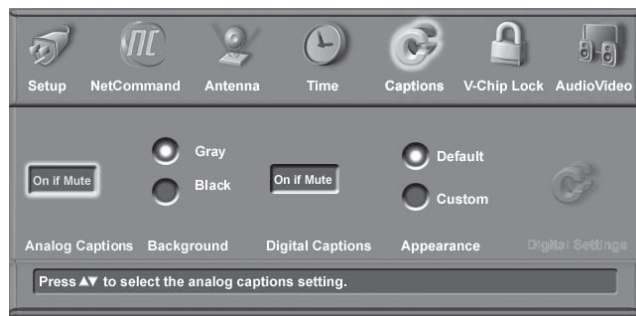 Setup NetCommand Antenna Time Captions V-Chip Lock AudioVideo
Gray Default
On if Mute On if Mute
Black Custom
Analog Captions Background Digital Captions Appearance Digital Settings
Press ▲▼ to select the analog captions setting.